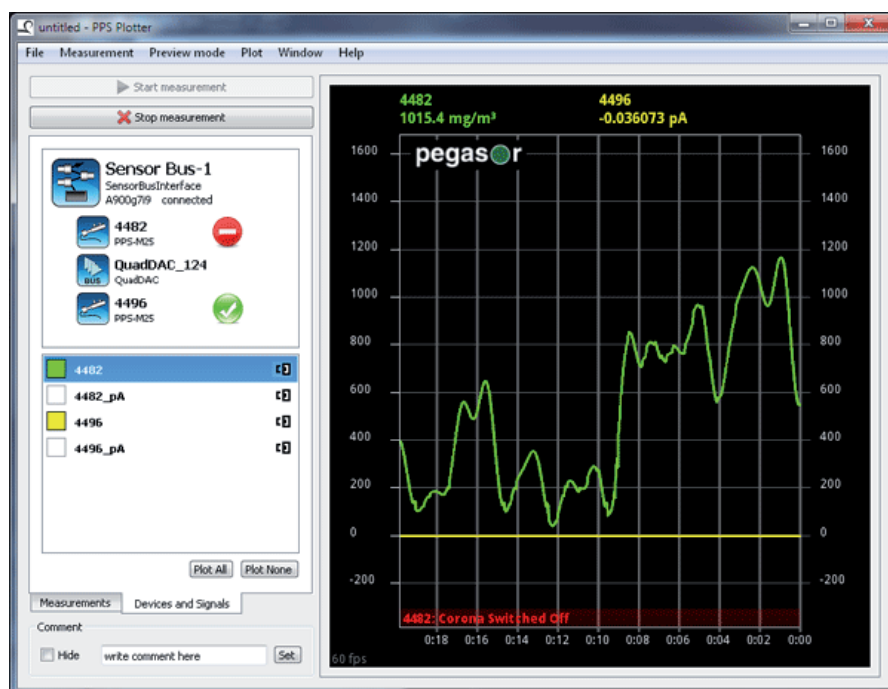 untitled - PPS Plotter
File Measurement Preview mode Plot Window Help
Start measurement
Stop measurement
Sensor Bus-1
SensorBusInterface
A900g7i9 connected
4482
PPS-M25
QuadDAC_124
BUS
QuadDAC
4496
PPS-M25
4482
4482_pA
4496
4496_pA
Plot All Plot None
Measurements Devices and Signals
Comment
Hide write comment here Set
4482 4496
1015.4 mg/m³ -0.036073 pA
pegasor
1600 1600
1400 1400
1200 1200
1000 1000
800 800
600 600
400 400
200 200
0 0
-200 -200
4482: Corona Switched Off
0:18 0:16 0:14 0:12 0:10 0:08 0:06 0:04 0:02 0:00
60 fps